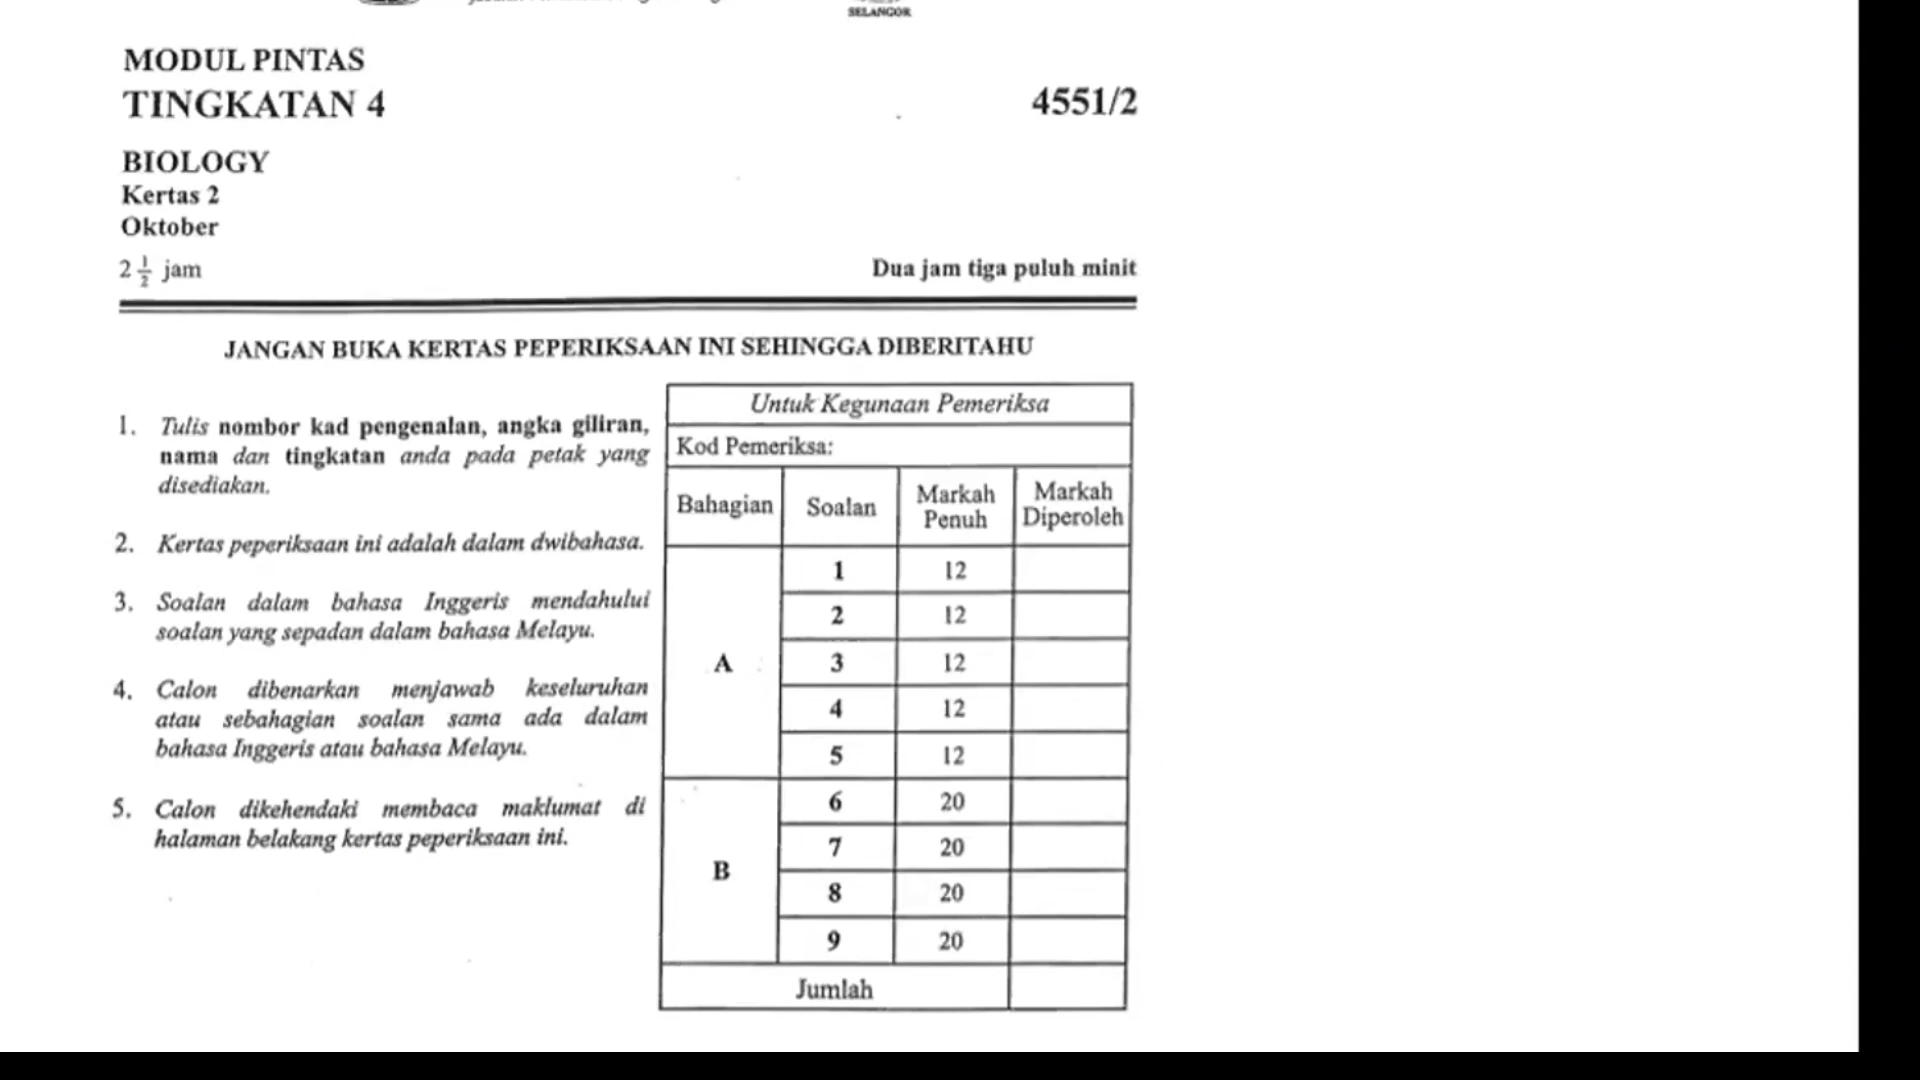 SELANGOR
MODUL PINTAS
TINGKATAN 4
4551/2
BIOLOGY
Kertas 2
Oktober
2 1/2 jam
Dua jam tiga puluh minit
JANGAN BUKA KERTAS PEPERIKSAAN INI SEHINGGA DIBERITAHU
1. Tulis nombor kad pengenalan, angka giliran,
nama dan tingkatan anda pada petak yang
disediakan.
2. Kertas peperiksaan ini adalah dalam dwibahasa.
3. Soalan dalam bahasa Inggeris mendahului
soalan yang sepadan dalam bahasa Melayu.
4. Calon dibenarkan menjawab keseluruhan
atau sebahagian soalan sama ada dalam
bahasa Inggeris atau bahasa Melayu.
5. Calon dikehendaki membaca maklumat di
halaman belakang kertas peperiksaan ini.
Untuk Kegunaan Pemeriksa
Kod Pemeriksa:
Bahagian Soalan Markah Penuh Markah Diperoleh
A
1 12
2 12
3 12
4 12
5 12
B
6 20
7 20
8 20
9 20
Jumlah